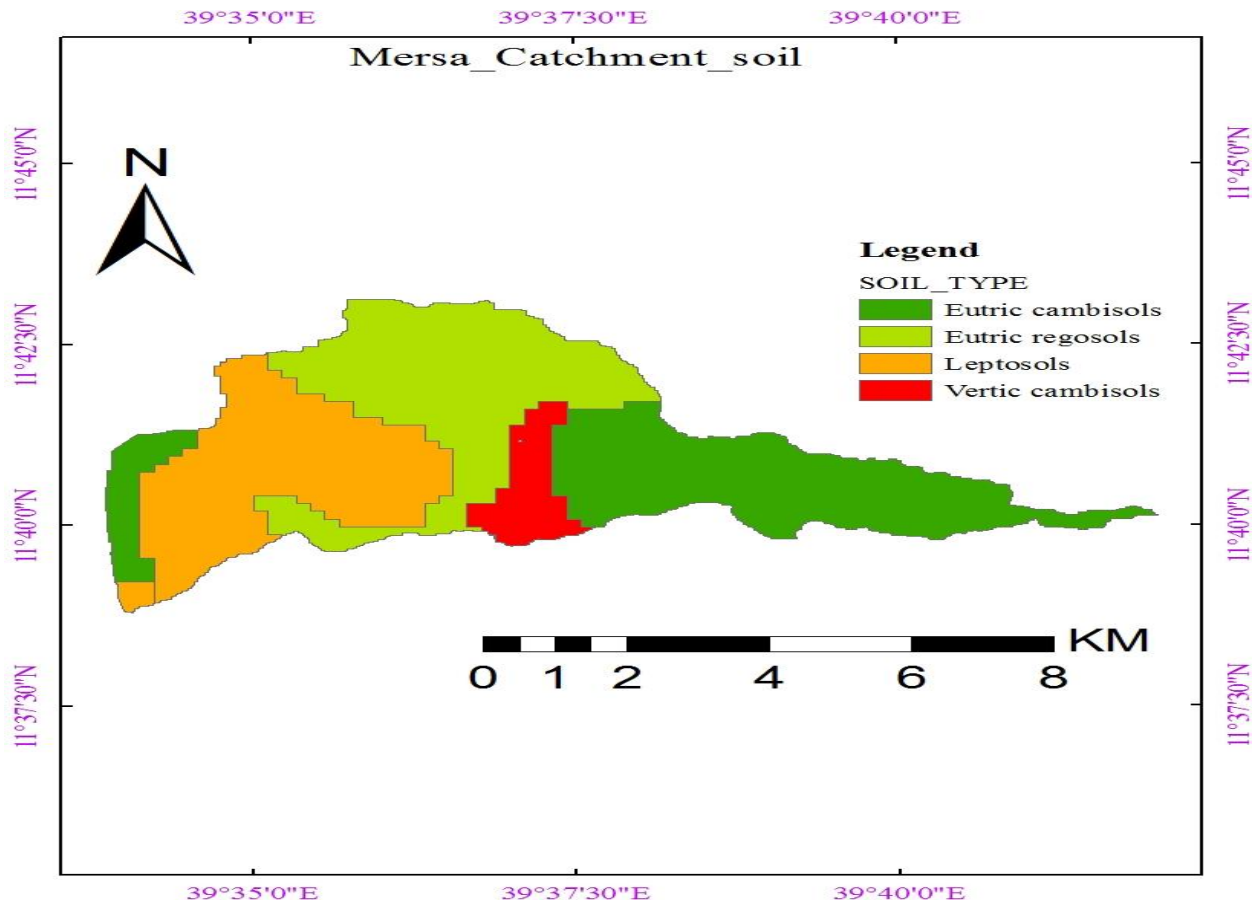 39°35'0"E 39°37'30"E 39°40'0"E
Mersa_Catchment_soil
N
11°45'0"N
11°45'0"N
Legend
SOIL_TYPE
Eutric cambisols
Eutric regosols
Leptosols
Vertic cambisols
11°42'30"N
11°42'30"N
11°40'0"N
11°40'0"N
KM
0 1 2 4 6 8
11°37'30"N
11°37'30"N
39°35'0"E 39°37'30"E 39°40'0"E